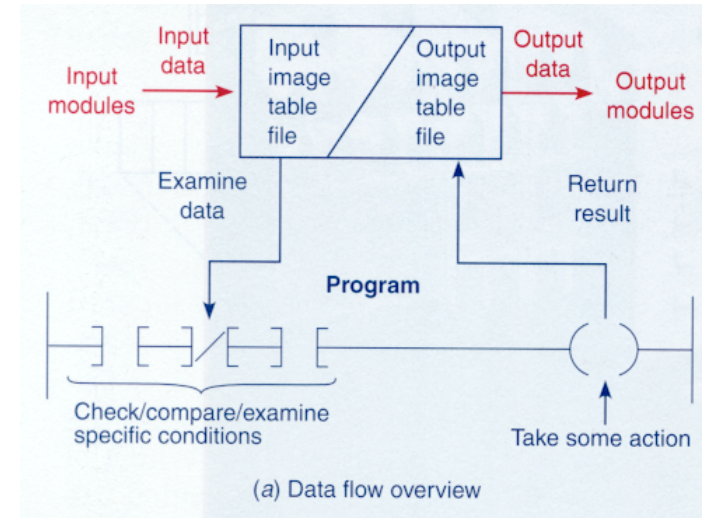 Input
data
Input
modules
Input
image
table
file
Output
image
table
file
Output
data
Output
modules
Examine
data
Return
result
Program
Check/compare/examine
specific conditions
Take some action
(a) Data flow overview